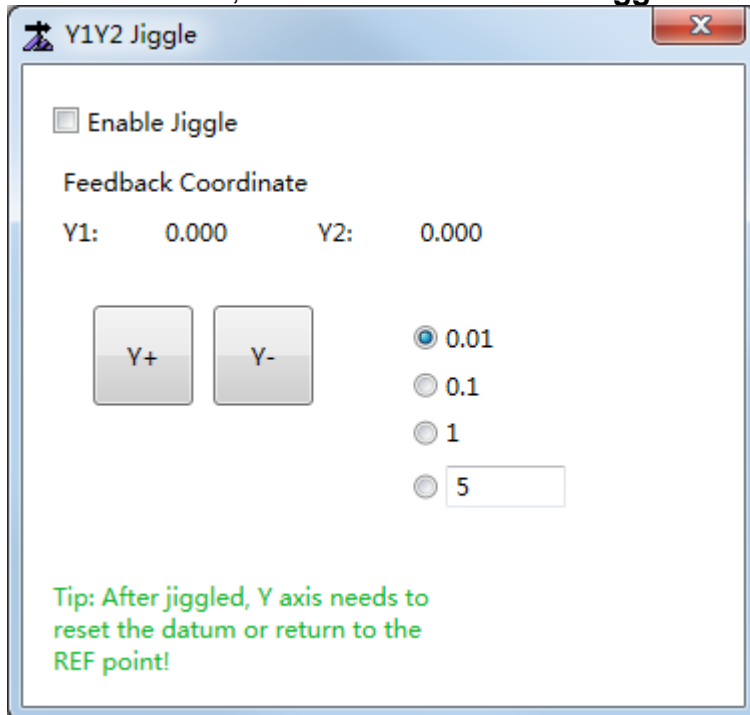 Y1Y2 Jiggle
Enable Jiggle
Feedback Coordinate
Y1: 0.000 Y2: 0.000
Y+ Y-
0.01
0.1
1
5
Tip: After jiggled, Y axis needs to
reset the datum or return to the
REF point!